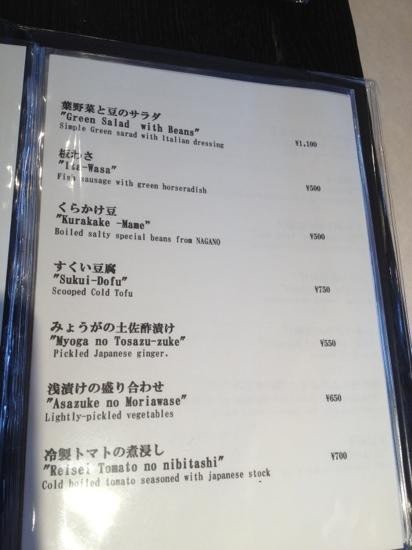 葉野菜と豆のサラダ
"Green Salad with Beans"
Simple Green sarad with Italian dressing ¥1,100
板わさ
"Ita-Wasa"
Fish sausage with green horseradish ¥500
くらかけ豆
"Kurakake -Mame"
Boiled salty special beans from NAGANO ¥500
すくい豆腐
"Sukui-Dofu" ¥750
Scooped Cold Tofu
みょうがの土佐酢漬け
"Myoga no Tosazu-zuke" ¥550
Pickled Japanese ginger.
浅漬けの盛り合わせ
"Asazuke no Moriawase" ¥650
Lightly-pickled vegetables
冷製トマトの煮浸し
"Reisei Tomato no nibitashi" ¥700
Cold boiled tomato seasoned with japanese stock